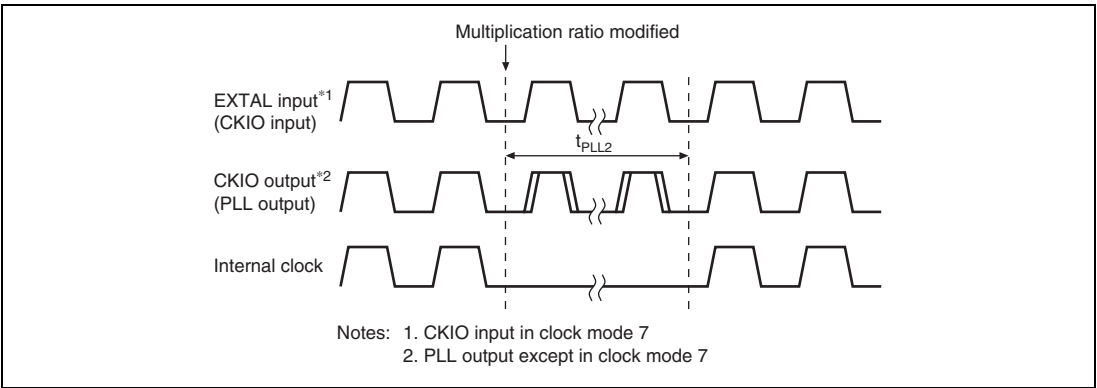 Multiplication ratio modified
EXTAL input*1
(CKIO input)
tPLL2
CKIO output*2
(PLL output)
Internal clock
Notes: 1. CKIO input in clock mode 7
2. PLL output except in clock mode 7